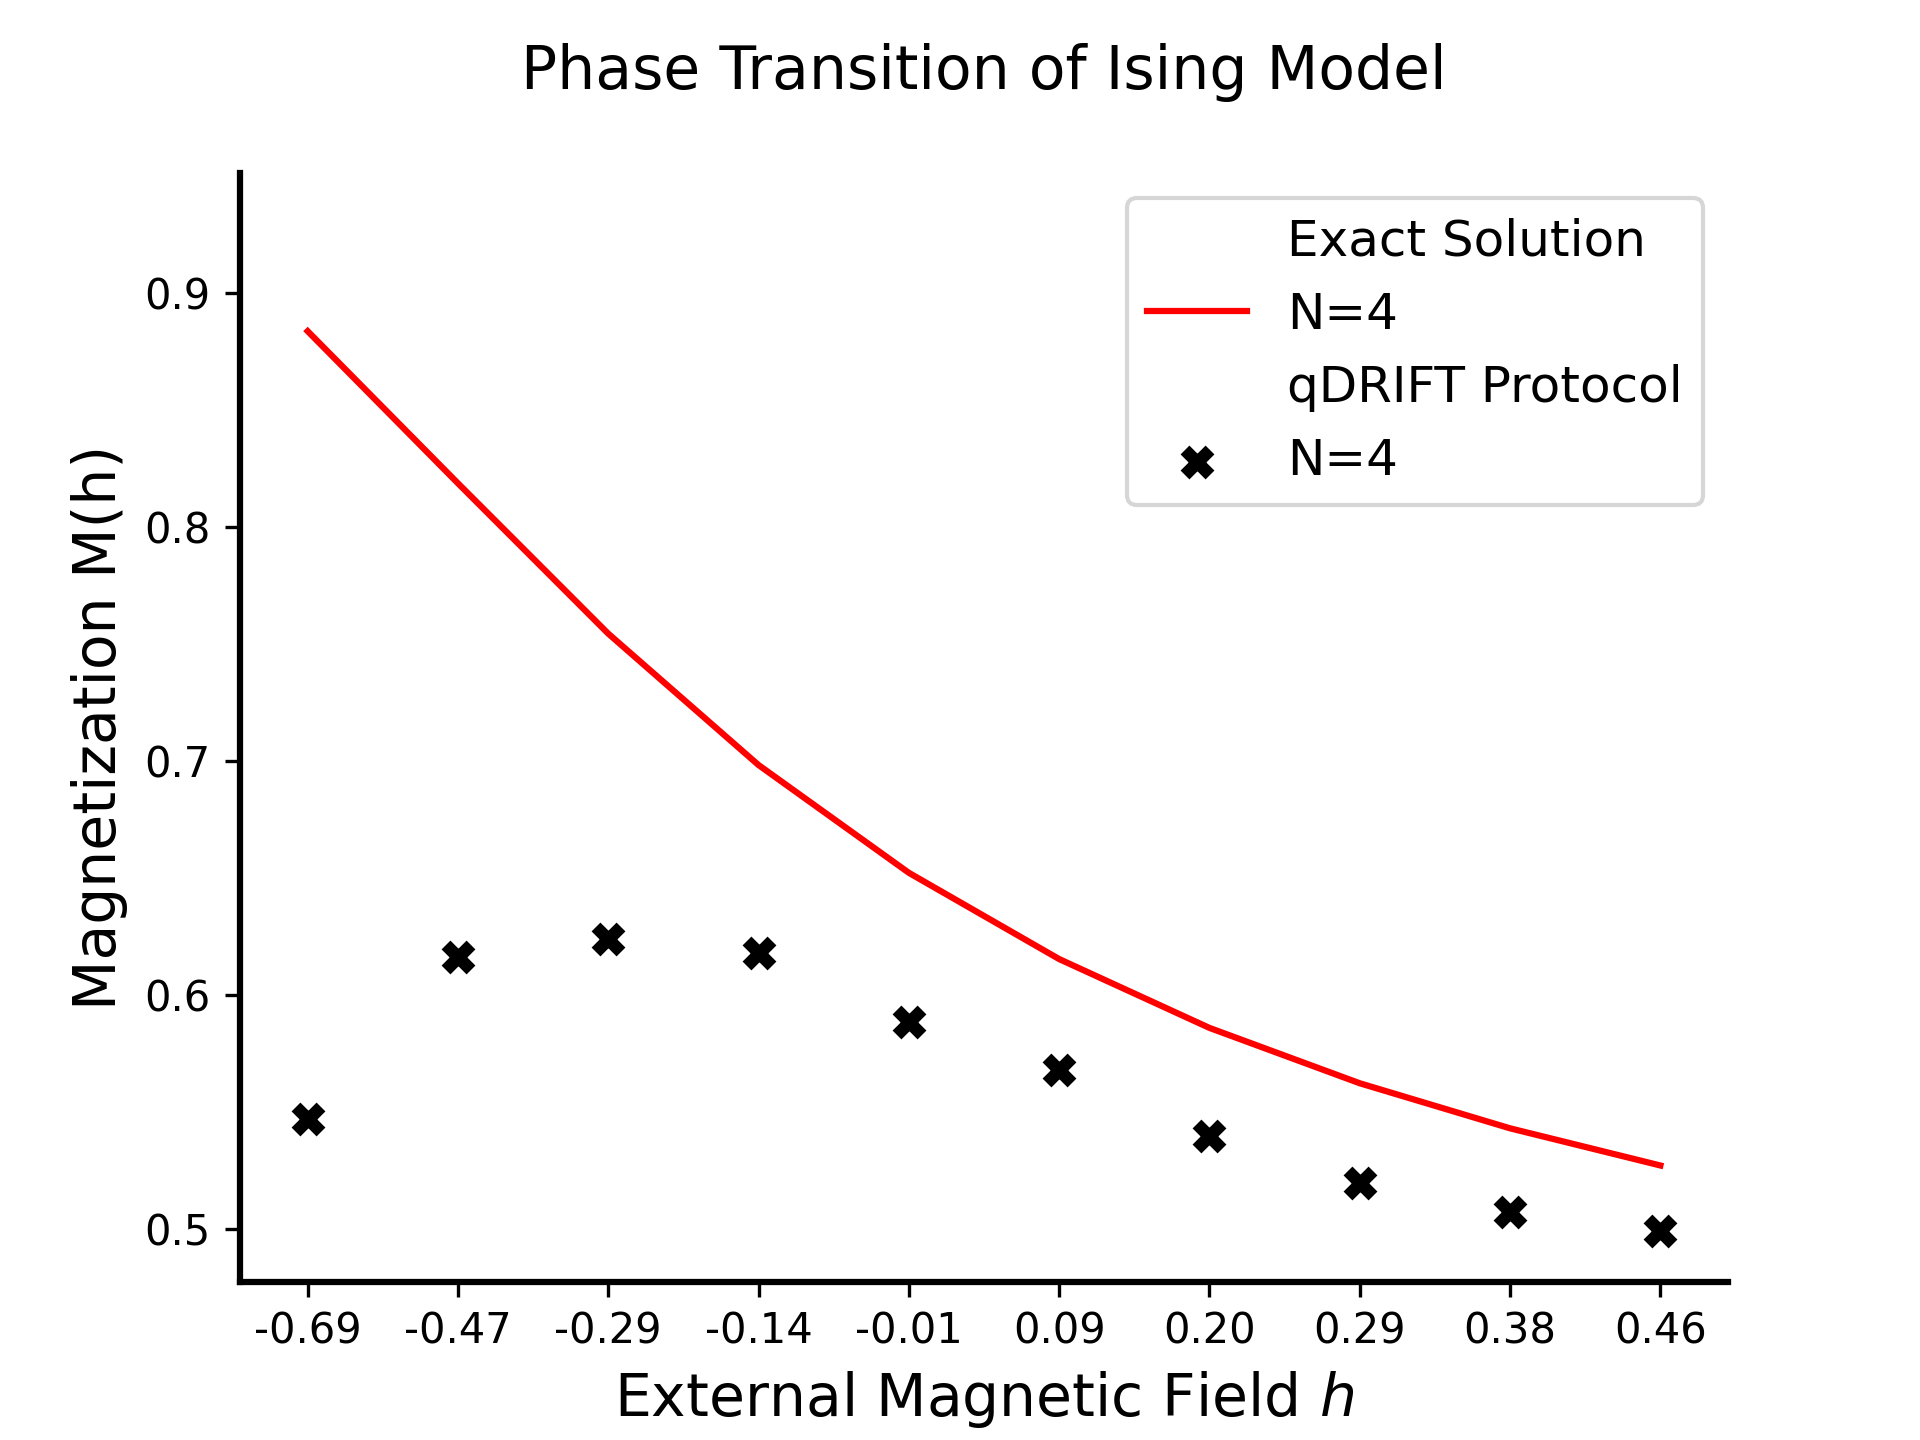 Phase Transition of Ising Model
Exact Solution
N=4
qDRIFT Protocol
N=4
Magnetization M(h)
0.9
0.8
0.7
0.6
0.5
-0.69 -0.47 -0.29 -0.14 -0.01 0.09 0.20 0.29 0.38 0.46
External Magnetic Field h